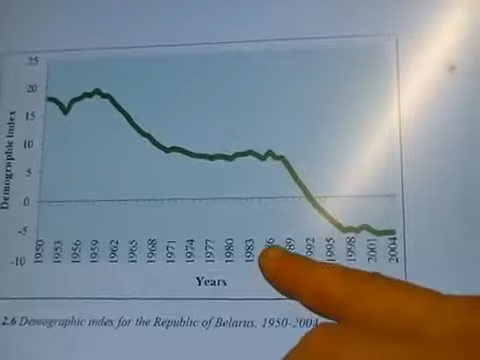 25
20
15
10
5
0
-5
-10
Demographic index
1950 1953 1956 1959 1962 1965 1968 1971 1974 1977 1980 1983 1989 1992 1995 1998 2001 2004
Years
2.6 Demographic index for the Republic of Belarus, 1950-2004